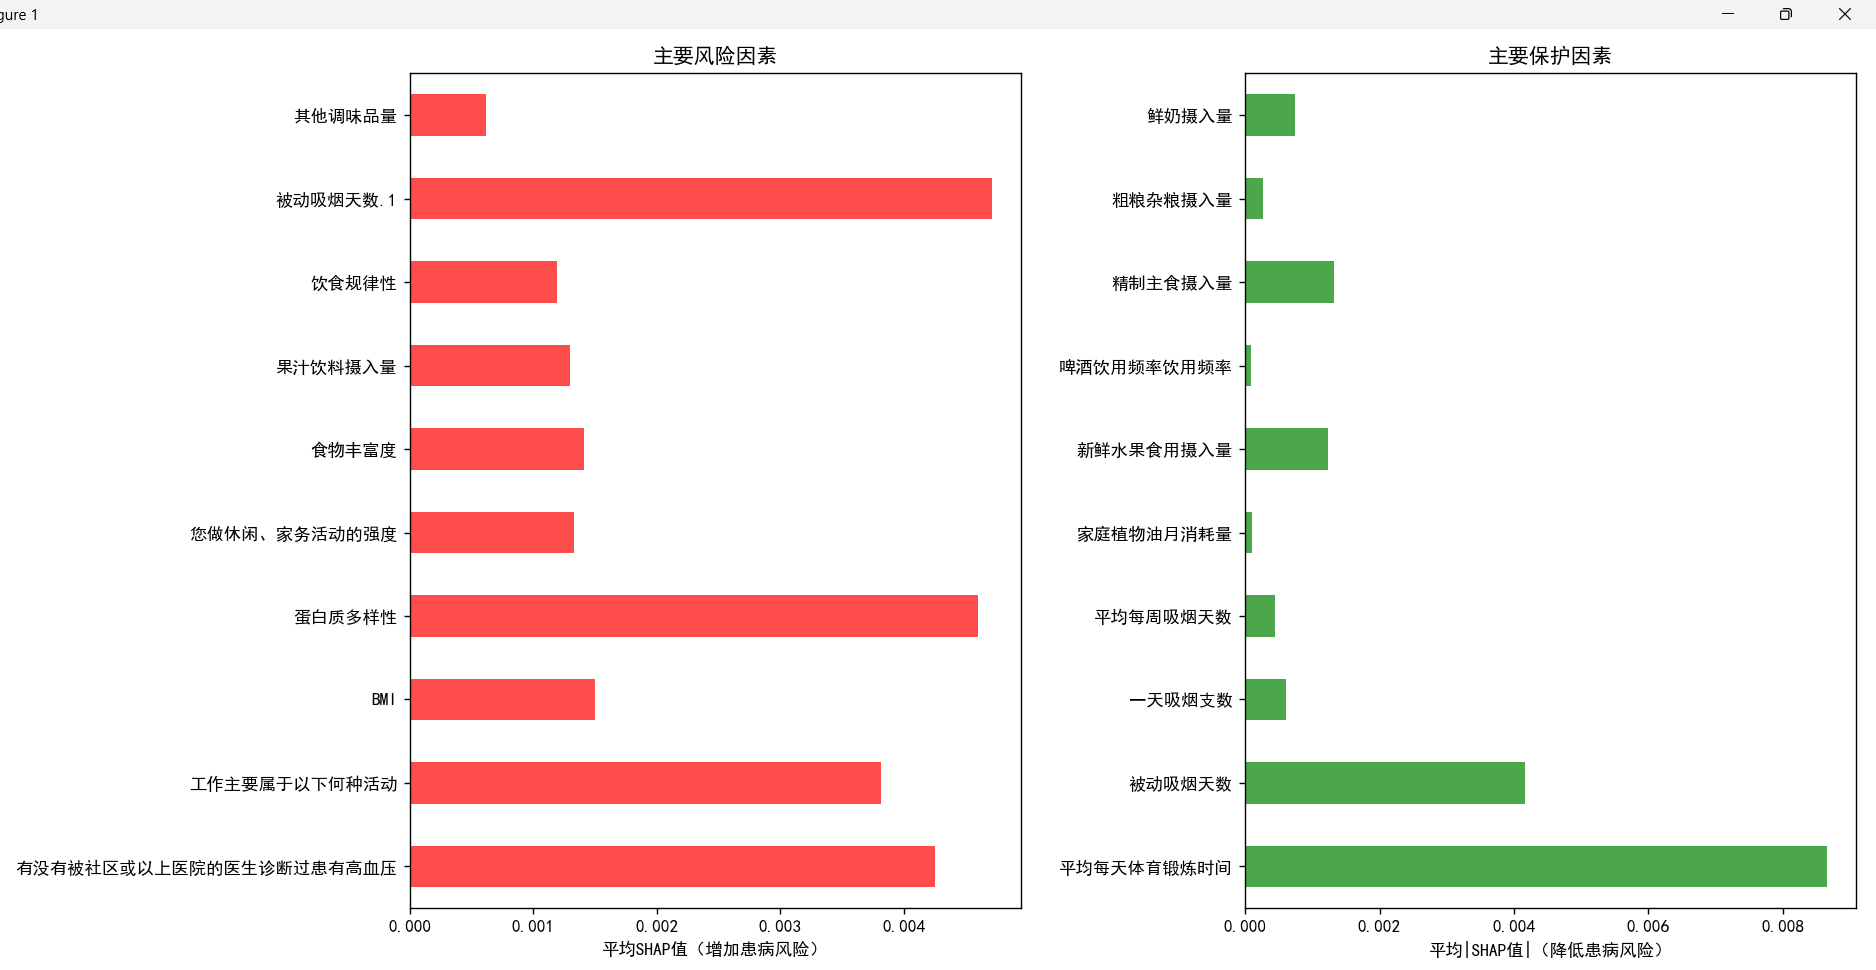 gure 1
主要风险因素
其他调味品量
被动吸烟天数.1
饮食规律性
果汁饮料摄入量
食物丰富度
您做休闲、家务活动的强度
蛋白质多样性
BMI
工作主要属于以下何种活动
有没有被社区或以上医院的医生诊断过患有高血压
0.000 0.001 0.002 0.003 0.004
平均SHAP值（增加患病风险）
主要保护因素
鲜奶摄入量
粗粮杂粮摄入量
精制主食摄入量
啤酒饮用频率饮用频率
新鲜水果食用摄入量
家庭植物油月消耗量
平均每周吸烟天数
一天吸烟支数
被动吸烟天数
平均每天体育锻炼时间
0.000 0.002 0.004 0.006 0.008
平均|SHAP值|（降低患病风险）